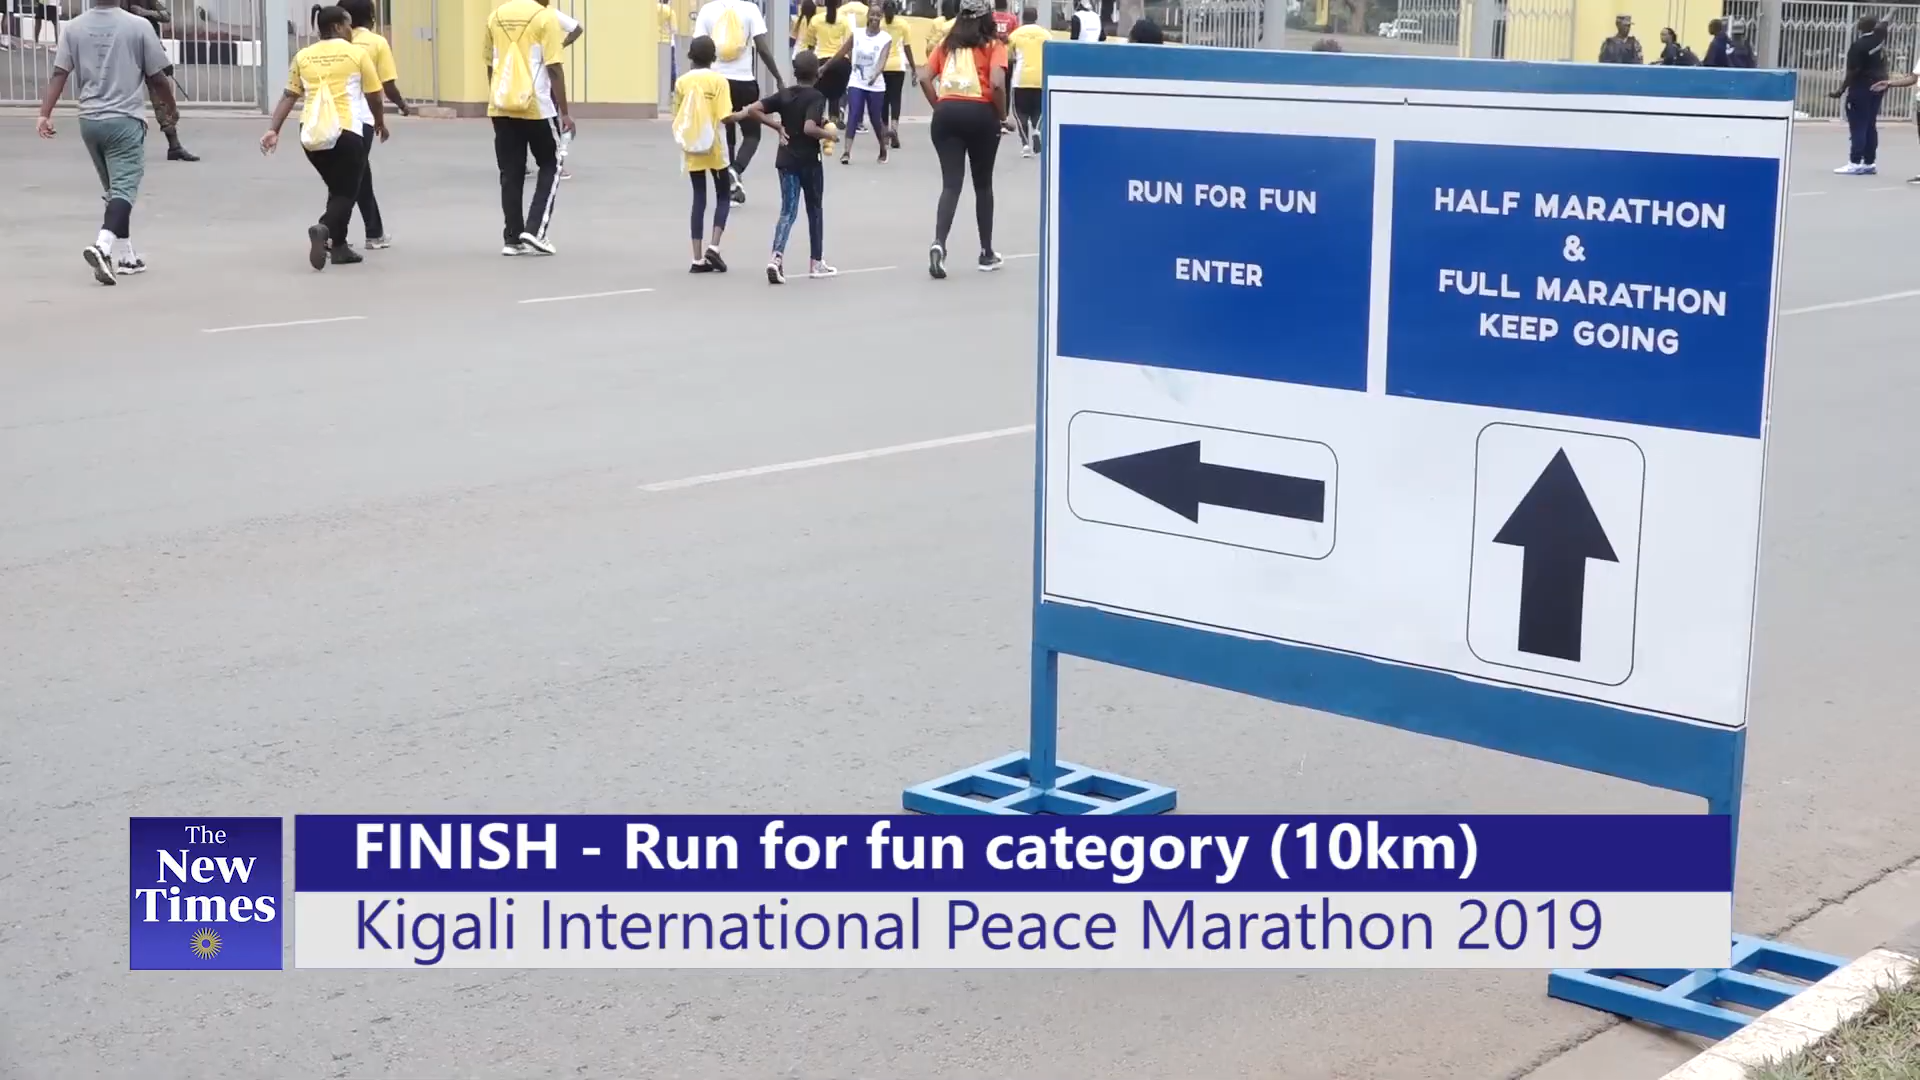 RUN FOR FUN
ENTER
HALF MARATHON
&
FULL MARATHON
KEEP GOING
The
New
Times
FINISH - Run for fun category (10km)
Kigali International Peace Marathon 2019